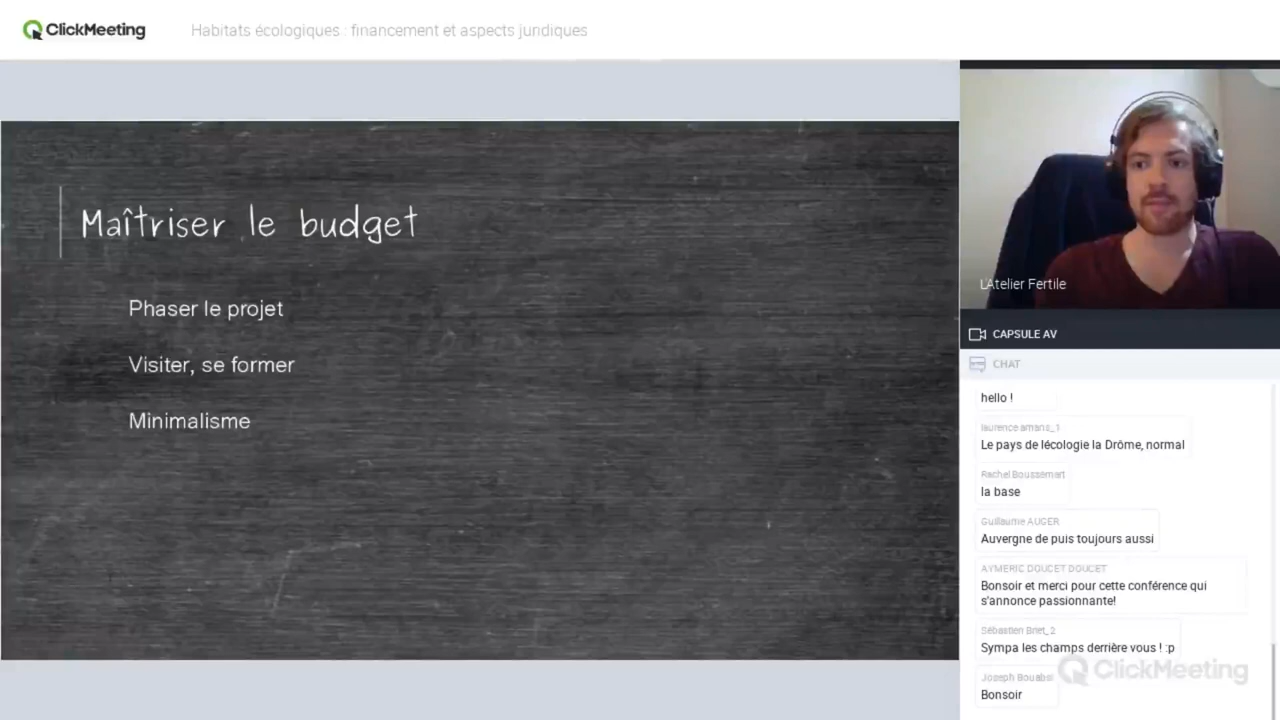 ClickMeeting
Habitats écologiques : financement et aspects juridiques
Maîtriser le budget
Phaser le projet
Visiter, se former
Minimalisme
L'Atelier Fertile
CAPSULE AV
CHAT
hello !
laurence amans_1
Le pays de lécologie la Drôme, normal
Rachel Boussemart
la base
Guillaume AUGER
Auvergne de puis toujours aussi
AYMERIC DOUCET DOUCET
Bonsoir et merci pour cette conférence qui
s'annonce passionnante!
Sébastien Briet_2
Sympa les champs derrière vous ! :p
Joseph
Bonsoir
ClickMeeting